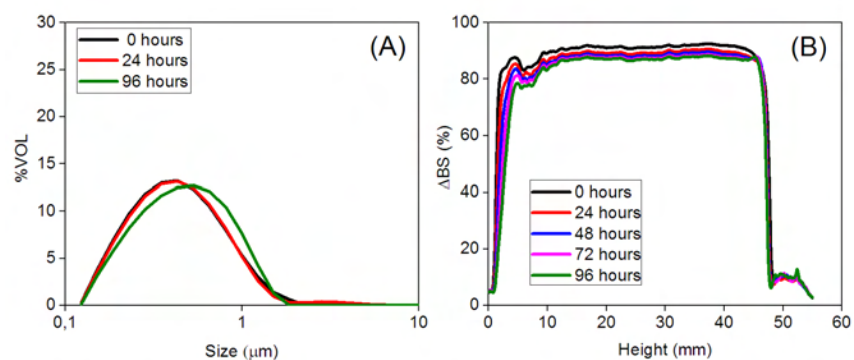 (A)
0 hours
24 hours
96 hours
%VOL
30
25
20
15
10
5
0
0,1
1
10
Size (μm)
(B)
0 hours
24 hours
48 hours
72 hours
96 hours
ΔBS (%)
100
80
60
40
20
0
0
10
20
30
40
50
60
Height (mm)